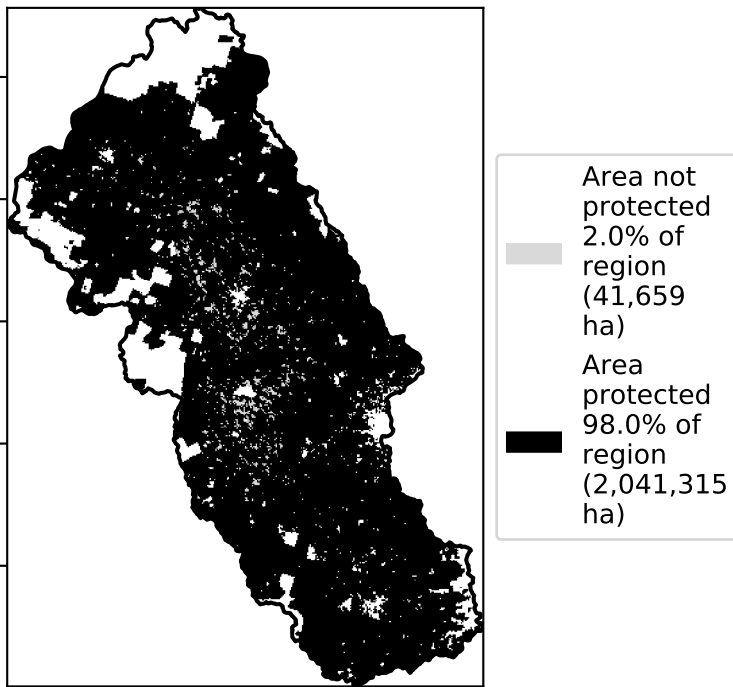 Area not
protected
2.0% of
region
(41,659
ha)
Area
protected
98.0% of
region
(2,041,315
ha)